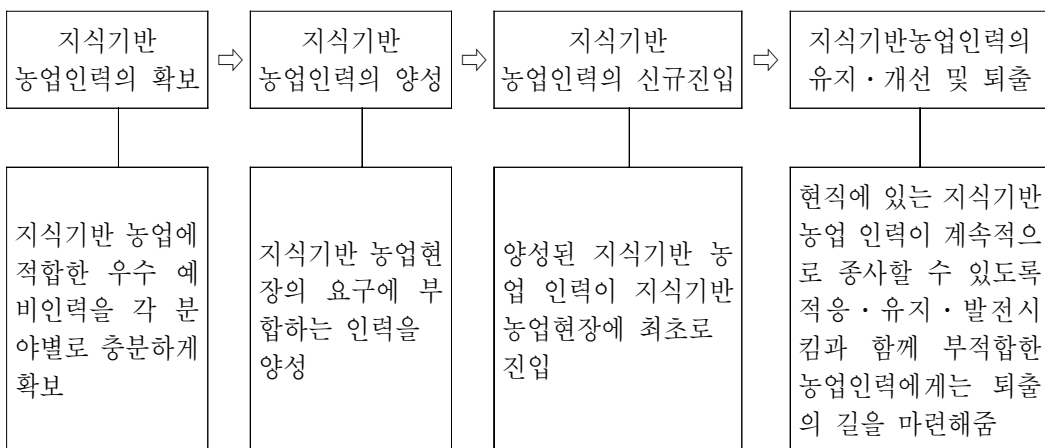 지식기반
농업인력의 확보
⇨
지식기반
농업인력의 양성
⇨
지식기반
농업인력의 신규진입
⇨
지식기반농업인력의
유지・개선 및 퇴출
지식기반 농업에
적합한 우수 예
비인력을 각 분
야별로 충분하게
확보
지식기반 농업현
장의 요구에 부
합하는 인력을
양성
양성된 지식기반 농
업 인력이 지식기반
농업현장에 최초로
진입
현직에 있는 지식기반
농업 인력이 계속적으
로 종사할 수 있도록
적응・유지・발전시
킴과 함께 부적합한
농업인력에게는 퇴출
의 길을 마련해줌